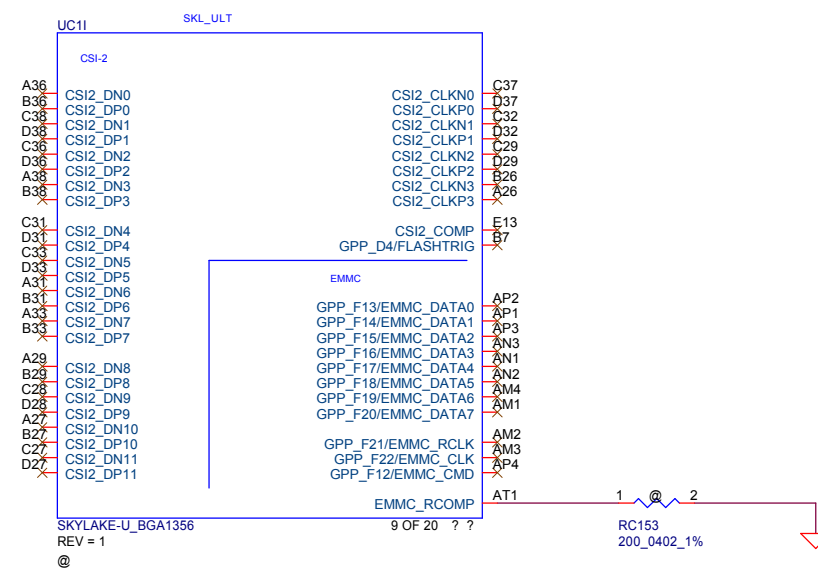 SKL_ULT
UC1I
CSI-2
A36 CSI2_DN0 CSI2_CLKN0 C37
B36 CSI2_DP0 CSI2_CLKP0 D37
C38 CSI2_DN1 CSI2_CLKN1 C32
D38 CSI2_DP1 CSI2_CLKP1 D32
C36 CSI2_DN2 CSI2_CLKN2 C29
D36 CSI2_DP2 CSI2_CLKP2 D29
A38 CSI2_DN3 CSI2_CLKN3 B26
B38 CSI2_DP3 CSI2_CLKP3 A26
C31 CSI2_DN4 CSI2_COMP E13
D31 CSI2_DP4 GPP_D4/FLASHTRIG B7
C33 CSI2_DN5
D33 CSI2_DP5
A31 CSI2_DN6 EMMC
B31 CSI2_DP6 GPP_F13/EMMC_DATA0 AP2
A33 CSI2_DN7 GPP_F14/EMMC_DATA1 AP1
B33 CSI2_DP7 GPP_F15/EMMC_DATA2 AP3
GPP_F16/EMMC_DATA3 AN3
A29 CSI2_DN8 GPP_F17/EMMC_DATA4 AN1
B29 CSI2_DP8 GPP_F18/EMMC_DATA5 AN2
C28 CSI2_DN9 GPP_F19/EMMC_DATA6 AM4
D28 CSI2_DP9 GPP_F20/EMMC_DATA7 AM1
A27 CSI2_DN10
B27 CSI2_DP10 GPP_F21/EMMC_RCLK AM2
C27 CSI2_DN11 GPP_F22/EMMC_CLK AM3
D27 CSI2_DP11 GPP_F12/EMMC_CMD AP4
EMMC_RCOMP AT1 1 @ 2
SKYLAKE-U_BGA1356 9 OF 20 ? ? RC153
REV = 1 200_0402_1%
@